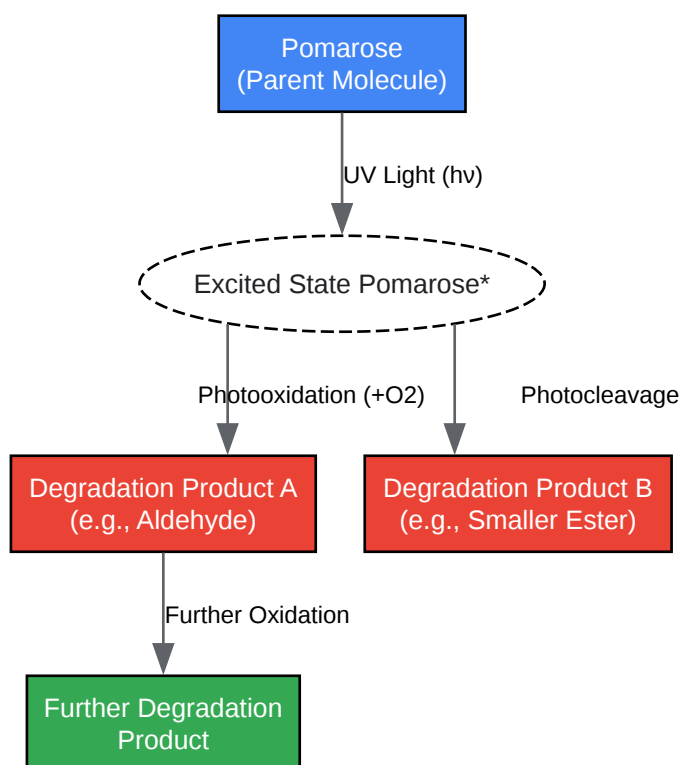 Pomarose
(Parent Molecule)
UV Light (hν)
Excited State Pomarose*
Photooxidation (+O2)
Photocleavage
Degradation Product A
(e.g., Aldehyde)
Degradation Product B
(e.g., Smaller Ester)
Further Oxidation
Further Degradation
Product